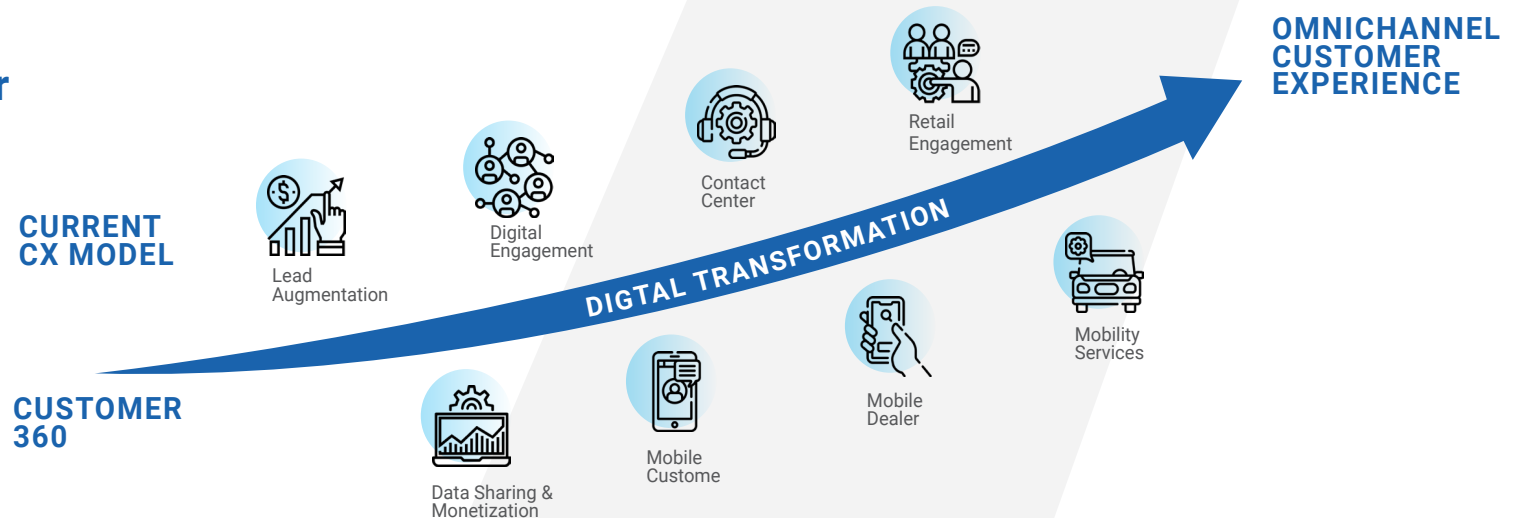 OMNICHANNEL
CUSTOMER
EXPERIENCE
r
Retail
Engagement
Contact
Center
CURRENT
CX MODEL
Digital
Engagement
Lead
Augmentation
DIGTAL TRANSFORMATION
Mobility
Services
Mobile
Dealer
CUSTOMER
360
Mobile
Custome
Data Sharing &
Monetization